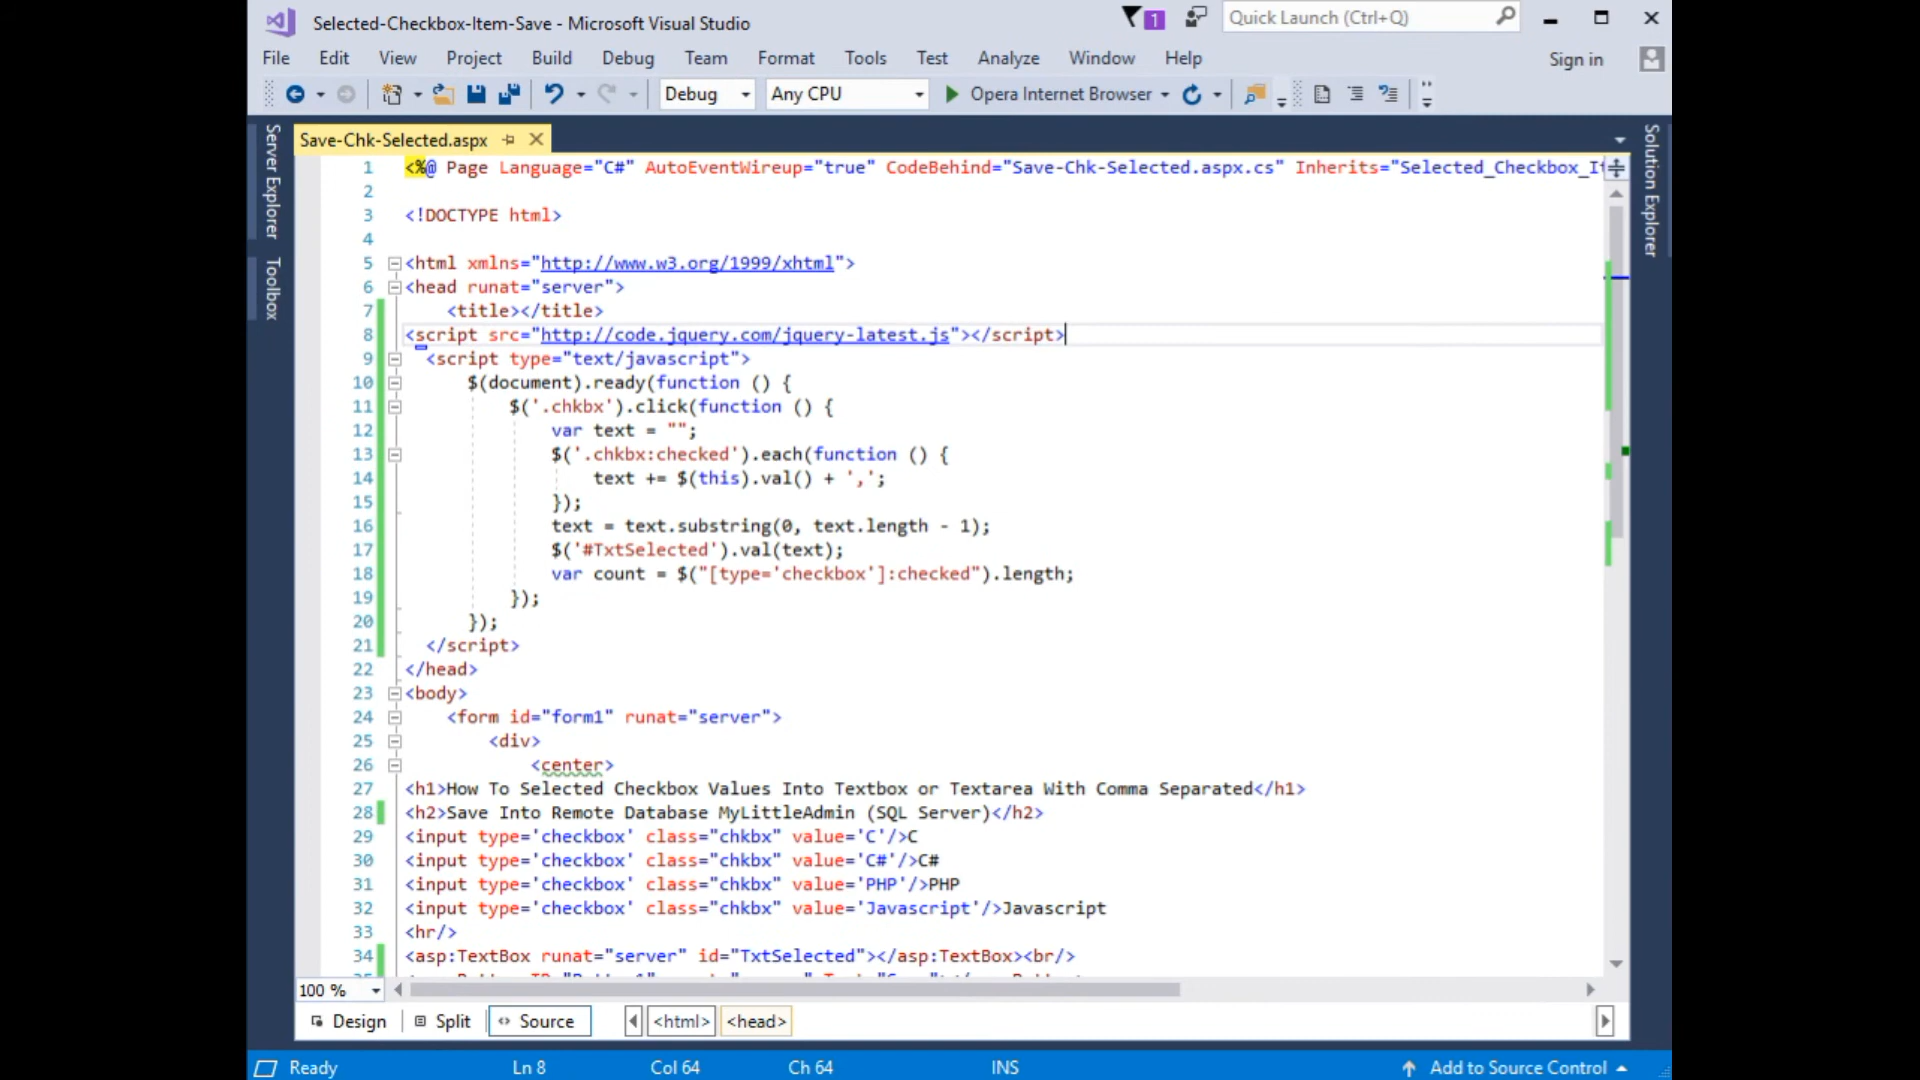 Selected-Checkbox-Item-Save - Microsoft Visual Studio
1
Quick Launch (Ctrl+Q)
File Edit View Project Build Debug Team Format Tools Test Analyze Window Help
Sign in
Debug
Any CPU
Opera Internet Browser
Server Explorer
Toolbox
Solution Explorer
Save-Chk-Selected.aspx
1 <%@ Page Language="C#" AutoEventWireup="true" CodeBehind="Save-Chk-Selected.aspx.cs" Inherits="Selected_Checkbox_It
2
3 <!DOCTYPE html>
4
5 <html xmlns="http://www.w3.org/1999/xhtml">
6 <head runat="server">
7 <title></title>
8 <script src="http://code.jquery.com/jquery-latest.js"></script>
9 <script type="text/javascript">
10 $(document).ready(function () {
11 $('.chkbx').click(function () {
12 var text = "";
13 $('.chkbx:checked').each(function () {
14 text += $(this).val() + ',';
15 });
16 text = text.substring(0, text.length - 1);
17 $('#TxtSelected').val(text);
18 var count = $("[type='checkbox']:checked").length;
19 });
20 });
21 </script>
22 </head>
23 <body>
24 <form id="form1" runat="server">
25 <div>
26 <center>
27 <h1>How To Selected Checkbox Values Into Textbox or Textarea With Comma Separated</h1>
28 <h2>Save Into Remote Database MyLittleAdmin (SQL Server)</h2>
29 <input type='checkbox' class="chkbx" value='C'/>C
30 <input type='checkbox' class="chkbx" value='C#'/>C#
31 <input type='checkbox' class="chkbx" value='PHP'/>PHP
32 <input type='checkbox' class="chkbx" value='Javascript'/>Javascript
33 <hr/>
34 <asp:TextBox runat="server" id="TxtSelected"></asp:TextBox><br/>
100 %
Design Split Source <html> <head>
Ready Ln 8 Col 64 Ch 64 INS Add to Source Control